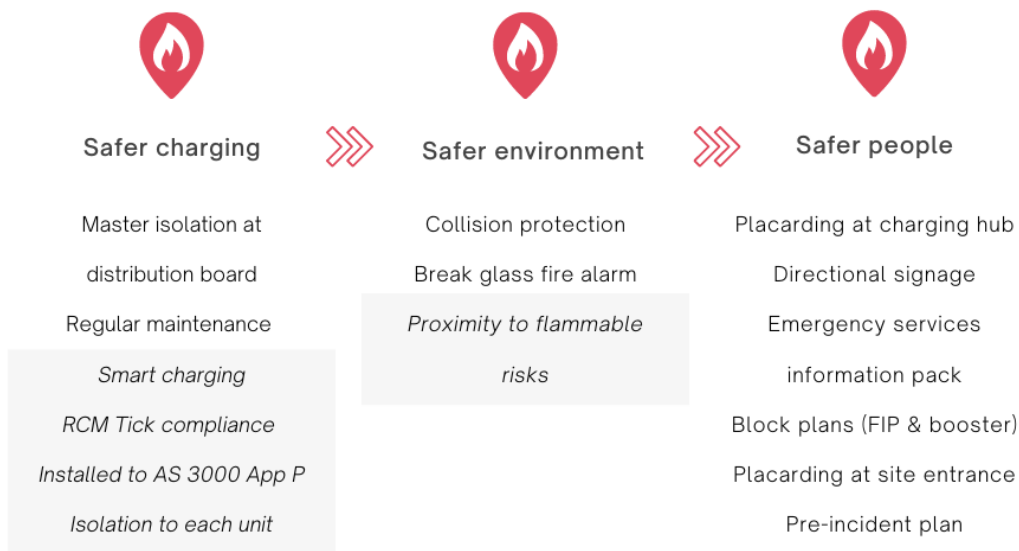 Safer charging
Master isolation at
distribution board
Regular maintenance
Smart charging
RCM Tick compliance
Installed to AS 3000 App P
Isolation to each unit
Safer environment
Collision protection
Break glass fire alarm
Proximity to flammable
risks
Safer people
Placarding at charging hub
Directional signage
Emergency services
information pack
Block plans (FIP & booster)
Placarding at site entrance
Pre-incident plan